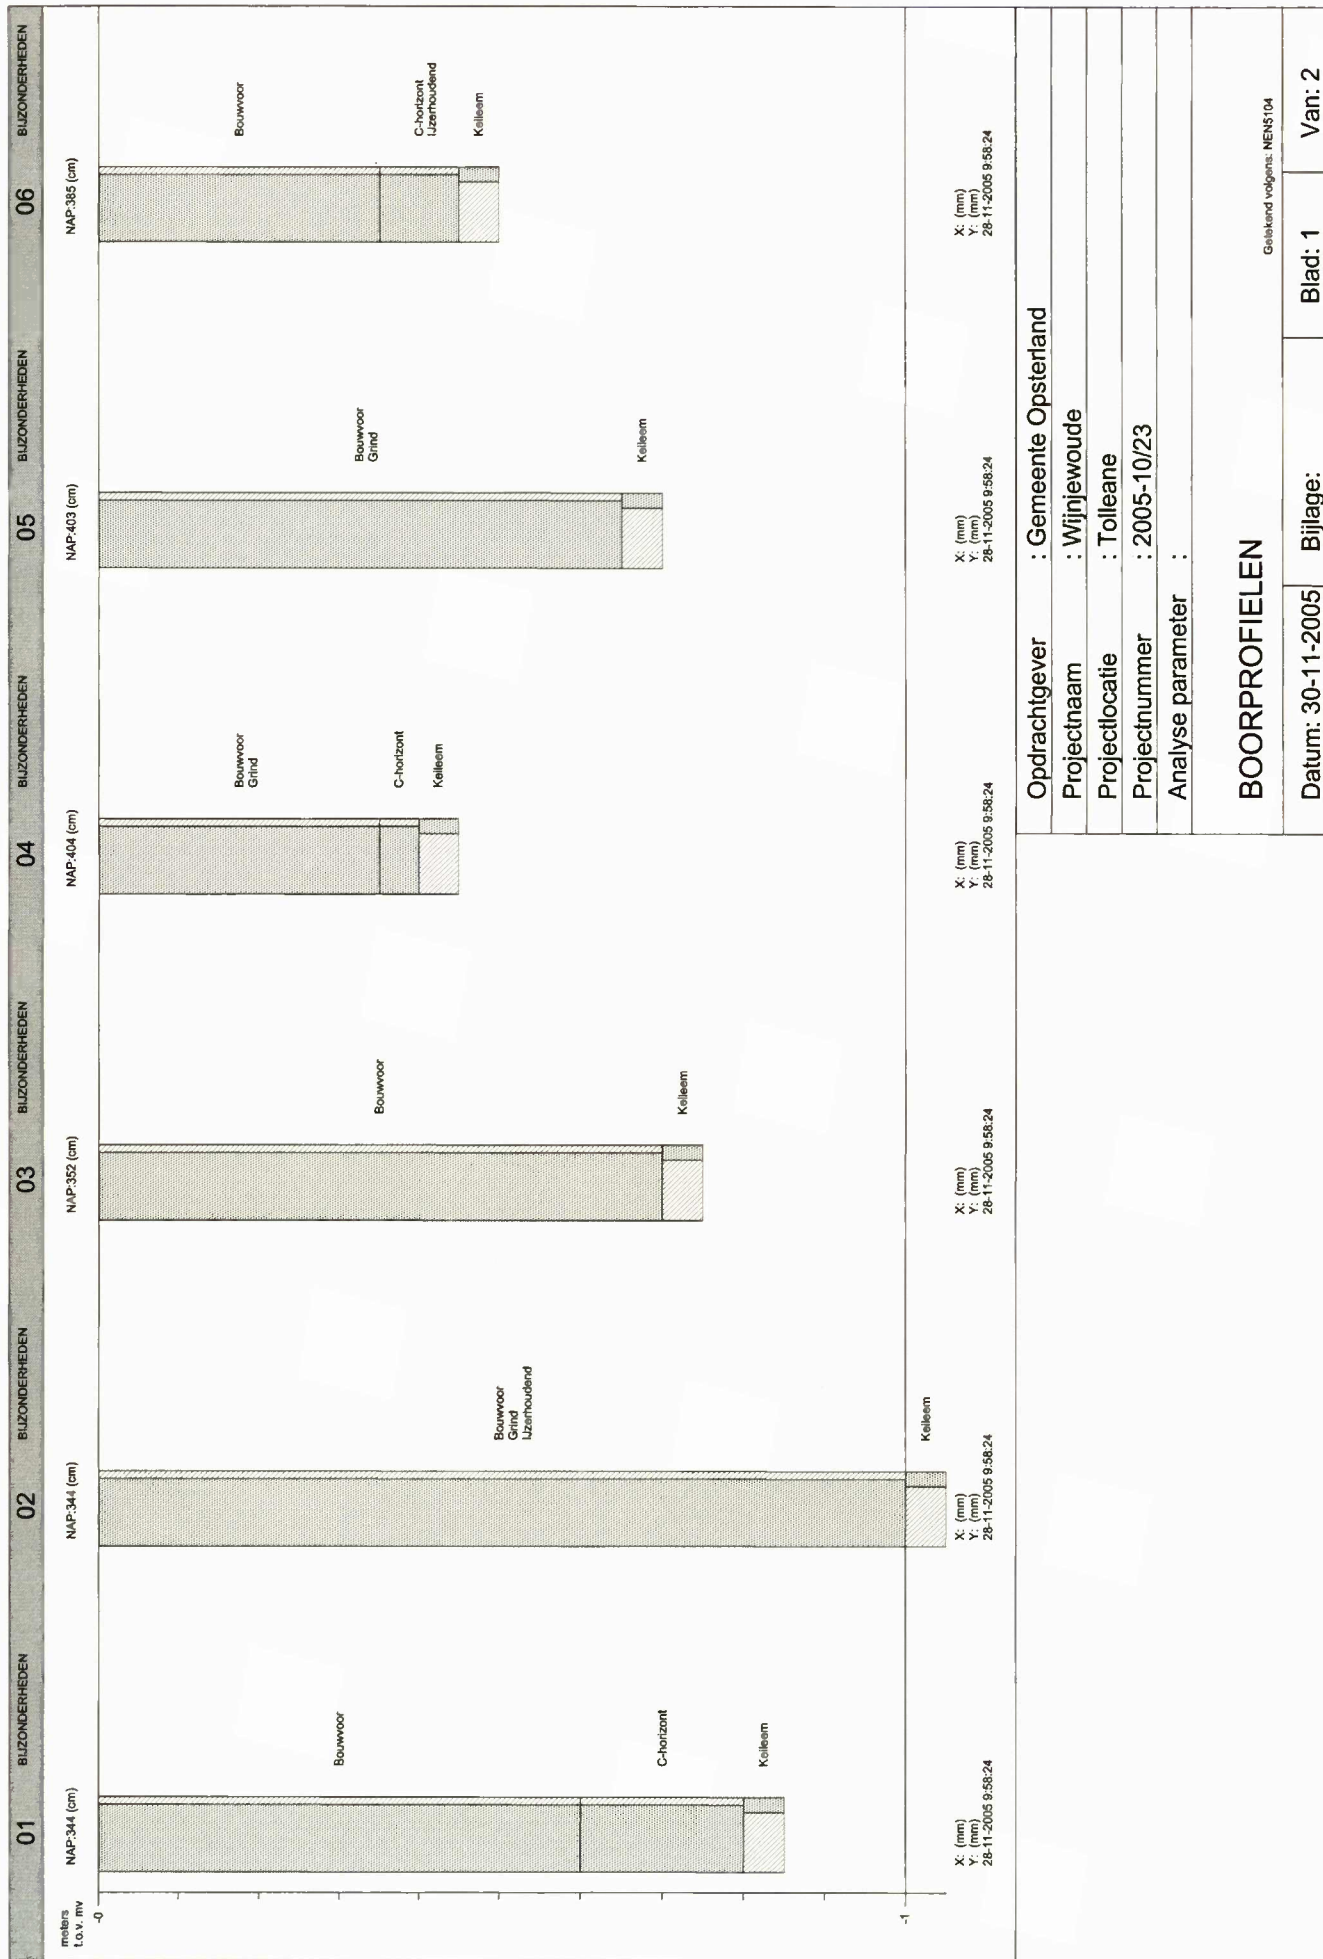 01 BIJZONDERHEDEN
02 BIJZONDERHEDEN
03 BIJZONDERHEDEN
04 BIJZONDERHEDEN
05 BIJZONDERHEDEN
06 BIJZONDERHEDEN
meters
t.o.v. mv
-0
-1
NAP:344 (cm)
Bouwvoor
C-horizont
Keileem
X: (mm)
Y: (mm)
28-11-2005 9:58:24
NAP:344 (cm)
Bouwvoor
Grind
IJzerhoudend
Keileem
X: (mm)
Y: (mm)
28-11-2005 9:58:24
NAP:352 (cm)
Bouwvoor
Keileem
X: (mm)
Y: (mm)
28-11-2005 9:58:24
NAP:404 (cm)
Bouwvoor
Grind
C-horizont
Keileem
X: (mm)
Y: (mm)
28-11-2005 9:58:24
NAP:403 (cm)
Bouwvoor
Grind
Keileem
X: (mm)
Y: (mm)
28-11-2005 9:58:24
NAP:385 (cm)
Bouwvoor
C-horizont
IJzerhoudend
Keileem
X: (mm)
Y: (mm)
28-11-2005 9:58:24
Opdrachtgever : Gemeente Opsterland
Projectnaam : Wijnjewoude
Projectlocatie : Tolleane
Projectnummer : 2005-10/23
Analyse parameter :
BOORPROFIELEN
Getekend volgens: NEN5104
Datum: 30-11-2005 Bijlage: Blad: 1 Van: 2